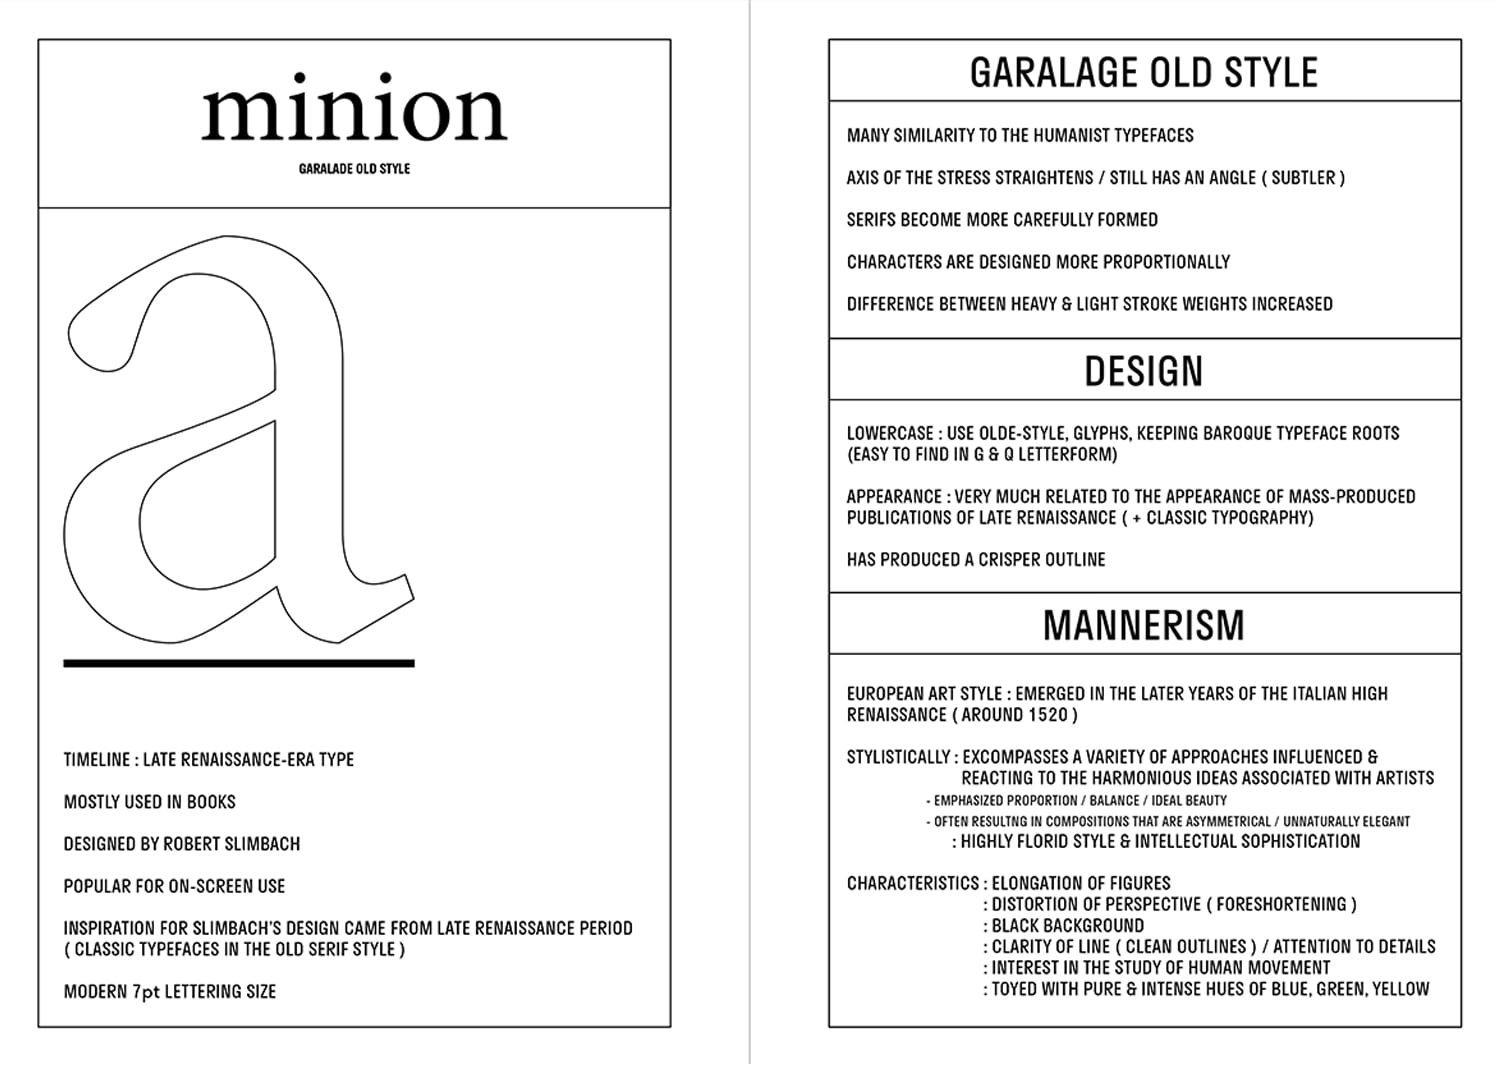 minion
GARALADE OLD STYLE
a
TIMELINE : LATE RENAISSANCE-ERA TYPE
MOSTLY USED IN BOOKS
DESIGNED BY ROBERT SLIMBACH
POPULAR FOR ON-SCREEN USE
INSPIRATION FOR SLIMBACH'S DESIGN CAME FROM LATE RENAISSANCE PERIOD
( CLASSIC TYPEFACES IN THE OLD SERIF STYLE )
MODERN 7pt LETTERING SIZE
GARALAGE OLD STYLE
MANY SIMILARITY TO THE HUMANIST TYPEFACES
AXIS OF THE STRESS STRAIGHTENS / STILL HAS AN ANGLE ( SUBTLER )
SERIFS BECOME MORE CAREFULLY FORMED
CHARACTERS ARE DESIGNED MORE PROPORTIONALLY
DIFFERENCE BETWEEN HEAVY & LIGHT STROKE WEIGHTS INCREASED
DESIGN
LOWERCASE : USE OLDE-STYLE, GLYPHS, KEEPING BAROQUE TYPEFACE ROOTS
(EASY TO FIND IN G & Q LETTERFORM)
APPEARANCE : VERY MUCH RELATED TO THE APPEARANCE OF MASS-PRODUCED
PUBLICATIONS OF LATE RENAISSANCE ( + CLASSIC TYPOGRAPHY)
HAS PRODUCED A CRISPER OUTLINE
MANNERISM
EUROPEAN ART STYLE : EMERGED IN THE LATER YEARS OF THE ITALIAN HIGH
RENAISSANCE ( AROUND 1520 )
STYLISTICALLY : EXCOMPASSES A VARIETY OF APPROACHES INFLUENCED &
REACTING TO THE HARMONIOUS IDEAS ASSOCIATED WITH ARTISTS
- EMPHASIZED PROPORTION / BALANCE / IDEAL BEAUTY
- OFTEN RESULTNG IN COMPOSITIONS THAT ARE ASYMMETRICAL / UNNATURALLY ELEGANT
: HIGHLY FLORID STYLE & INTELLECTUAL SOPHISTICATION
CHARACTERISTICS : ELONGATION OF FIGURES
: DISTORTION OF PERSPECTIVE ( FORESHORTENING )
: BLACK BACKGROUND
: CLARITY OF LINE ( CLEAN OUTLINES ) / ATTENTION TO DETAILS
: INTEREST IN THE STUDY OF HUMAN MOVEMENT
: TOYED WITH PURE & INTENSE HUES OF BLUE, GREEN, YELLOW